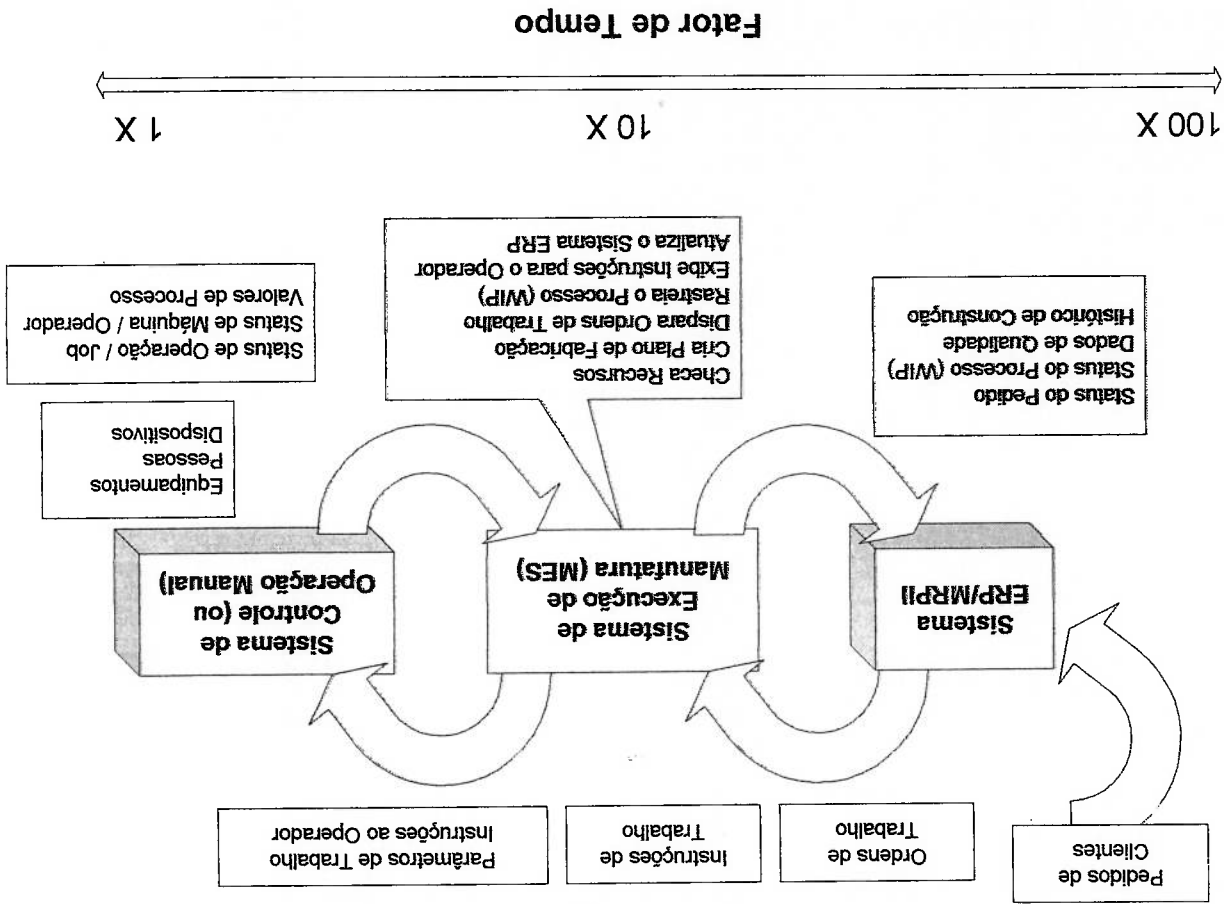 Pedidos de
Clientes
Ordens de
Trabalho
Instruções de
Trabalho
Parâmetros de Trabalho
Instruções ao Operador
Sistema
ERP/MRPII
Sistema de
Execução de
Manufatura (MES)
Sistema de
Controle (ou
Operação Manual)
Equipamentos
Pessoas
Dispositivos
Status do Pedido
Status do Processo (WIP)
Dados de Qualidade
Histórico de Construção
Checa Recursos
Cria Plano de Fabricação
Dispara Ordens de Trabalho
Rastreia o Processo (WIP)
Exibe Instruções para o Operador
Atualiza o Sistema ERP
Status de Operação / Job
Status de Máquina / Operador
Valores de Processo
100 X
10 X
1 X
Fator de Tempo